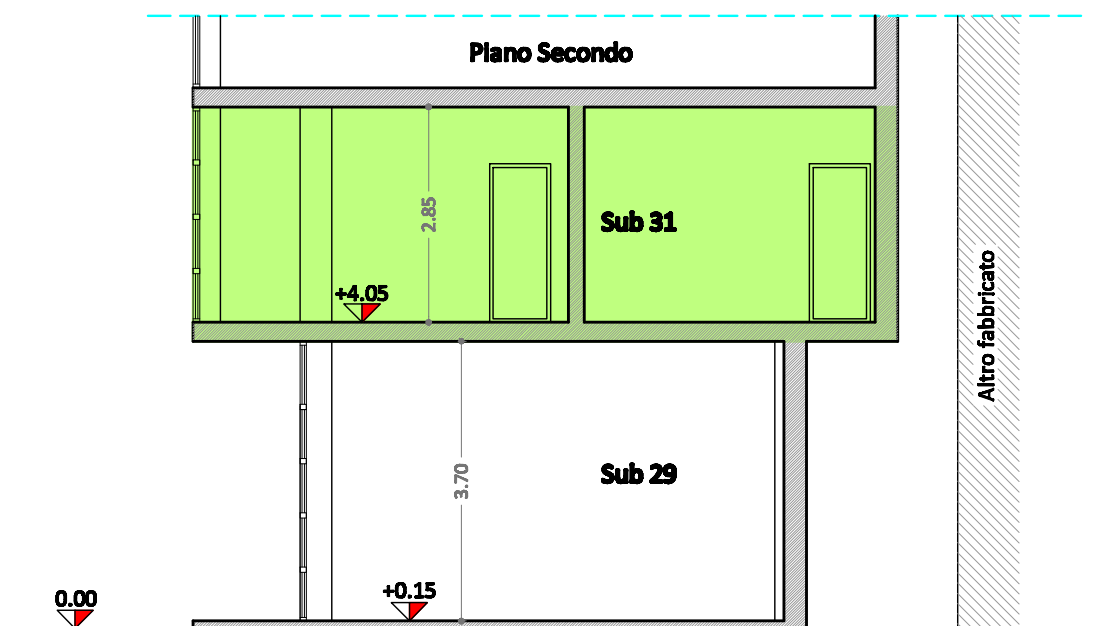 Piano Secondo
2.85
Sub 31
+4.05
Altro fabbricato
3.70
Sub 29
+0.15
0.00